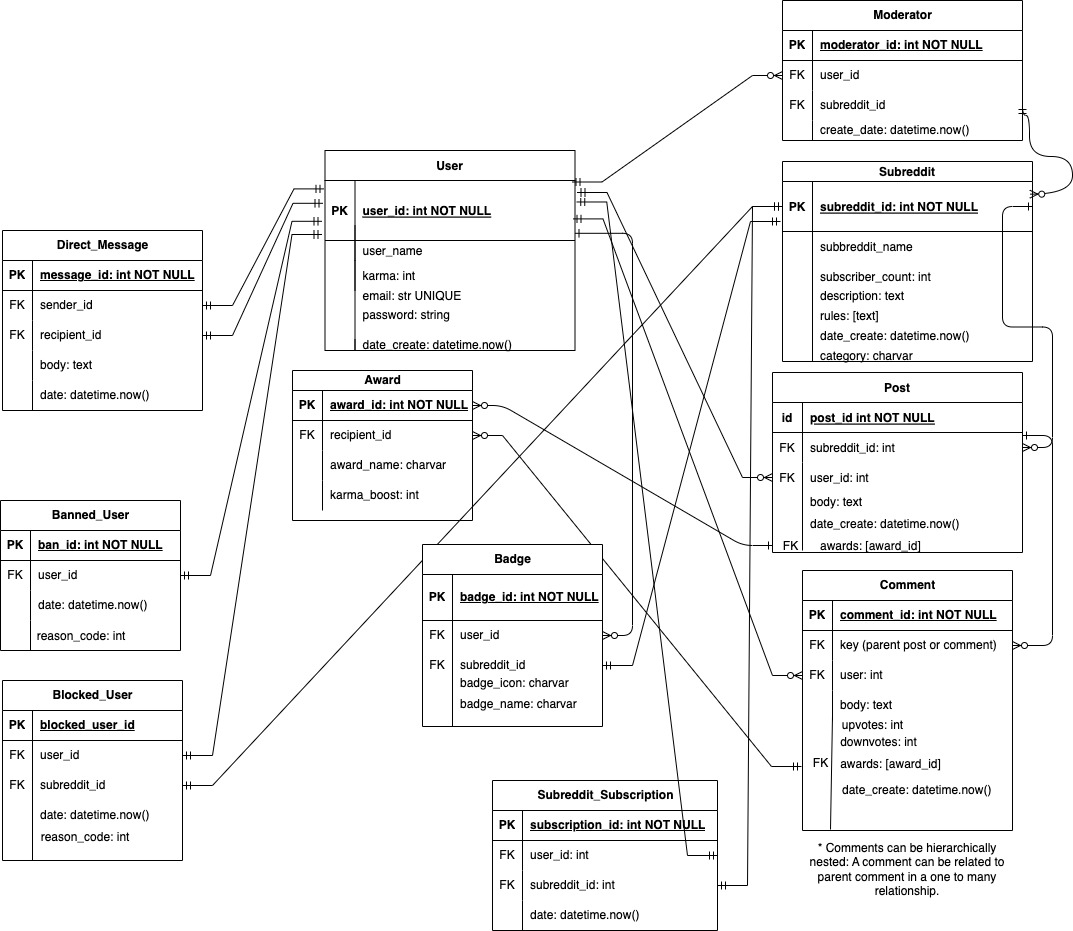 Moderator
PK moderator_id: int NOT NULL
FK user_id
FK subreddit_id
create_date: datetime.now()
User
PK user_id: int NOT NULL
user_name
karma: int
email: str UNIQUE
password: string
date_create: datetime.now()
Subreddit
PK subreddit_id: int NOT NULL
subbreddit_name
subscriber_count: int
description: text
rules: [text]
date_create: datetime.now()
category: charvar
Direct_Message
PK message_id: int NOT NULL
FK sender_id
FK recipient_id
body: text
date: datetime.now()
Award
PK award_id: int NOT NULL
FK recipient_id
award_name: charvar
karma_boost: int
Post
id post_id int NOT NULL
FK subreddit_id: int
FK user_id: int
body: text
date_create: datetime.now()
FK awards: [award_id]
Banned_User
PK ban_id: int NOT NULL
FK user_id
date: datetime.now()
reason_code: int
Badge
PK badge_id: int NOT NULL
FK user_id
FK subreddit_id
badge_icon: charvar
badge_name: charvar
Comment
PK comment_id: int NOT NULL
FK key (parent post or comment)
FK user: int
body: text
upvotes: int
downvotes: int
FK awards: [award_id]
date_create: datetime.now()
Blocked_User
PK blocked_user_id
FK user_id
FK subreddit_id
date: datetime.now()
reason_code: int
Subreddit_Subscription
PK subscription_id: int NOT NULL
FK user_id: int
FK subreddit_id: int
date: datetime.now()
* Comments can be hierarchically
nested: A comment can be related to
parent comment in a one to many
relationship.